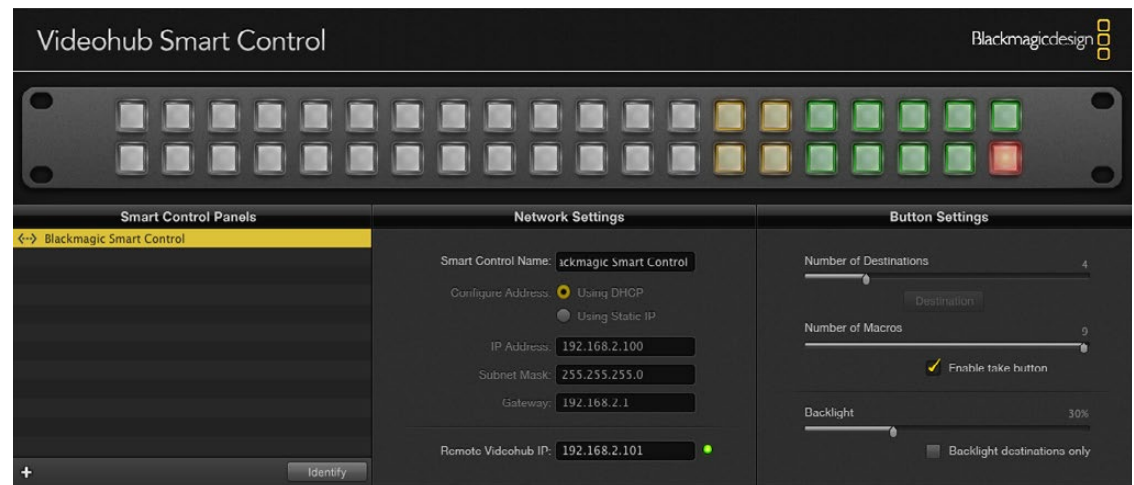 Videohub Smart Control
Blackmagicdesign
Smart Control Panels
Blackmagic Smart Control
Identify
Network Settings
Smart Control Name: ackmagic Smart Control
Configure Address: Using DHCP
Using Static IP
IP Address: 192.168.2.100
Subnet Mask: 255.255.255.0
Gateway: 192.168.2.1
Remote Videohub IP: 192.168.2.101
Button Settings
Number of Destinations 4
Destination
Number of Macros 9
Enable take button
Backlight 30%
Backlight destinations only